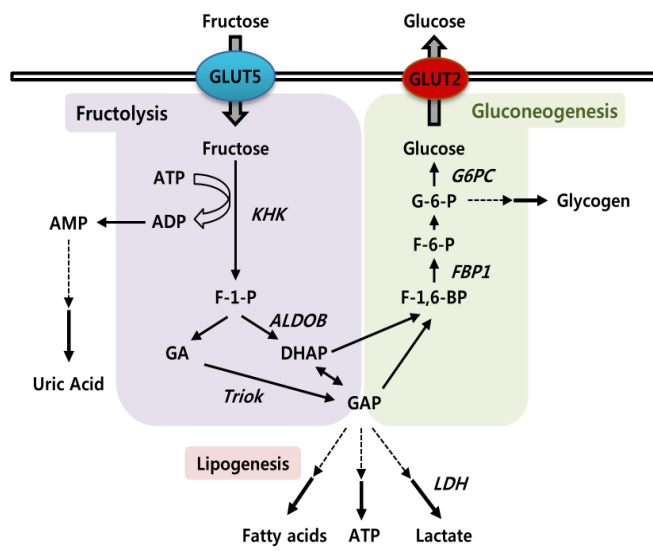 Fructose
Glucose
GLUT5
GLUT2
Fructolysis
Gluconeogenesis
Fructose
Glucose
ATP
G6PC
KHK
G-6-P
Glycogen
AMP
ADP
F-6-P
FBP1
F-1-P
F-1,6-BP
ALDOB
GA
DHAP
Uric Acid
Triok
GAP
Lipogenesis
LDH
Fatty acids
ATP
Lactate